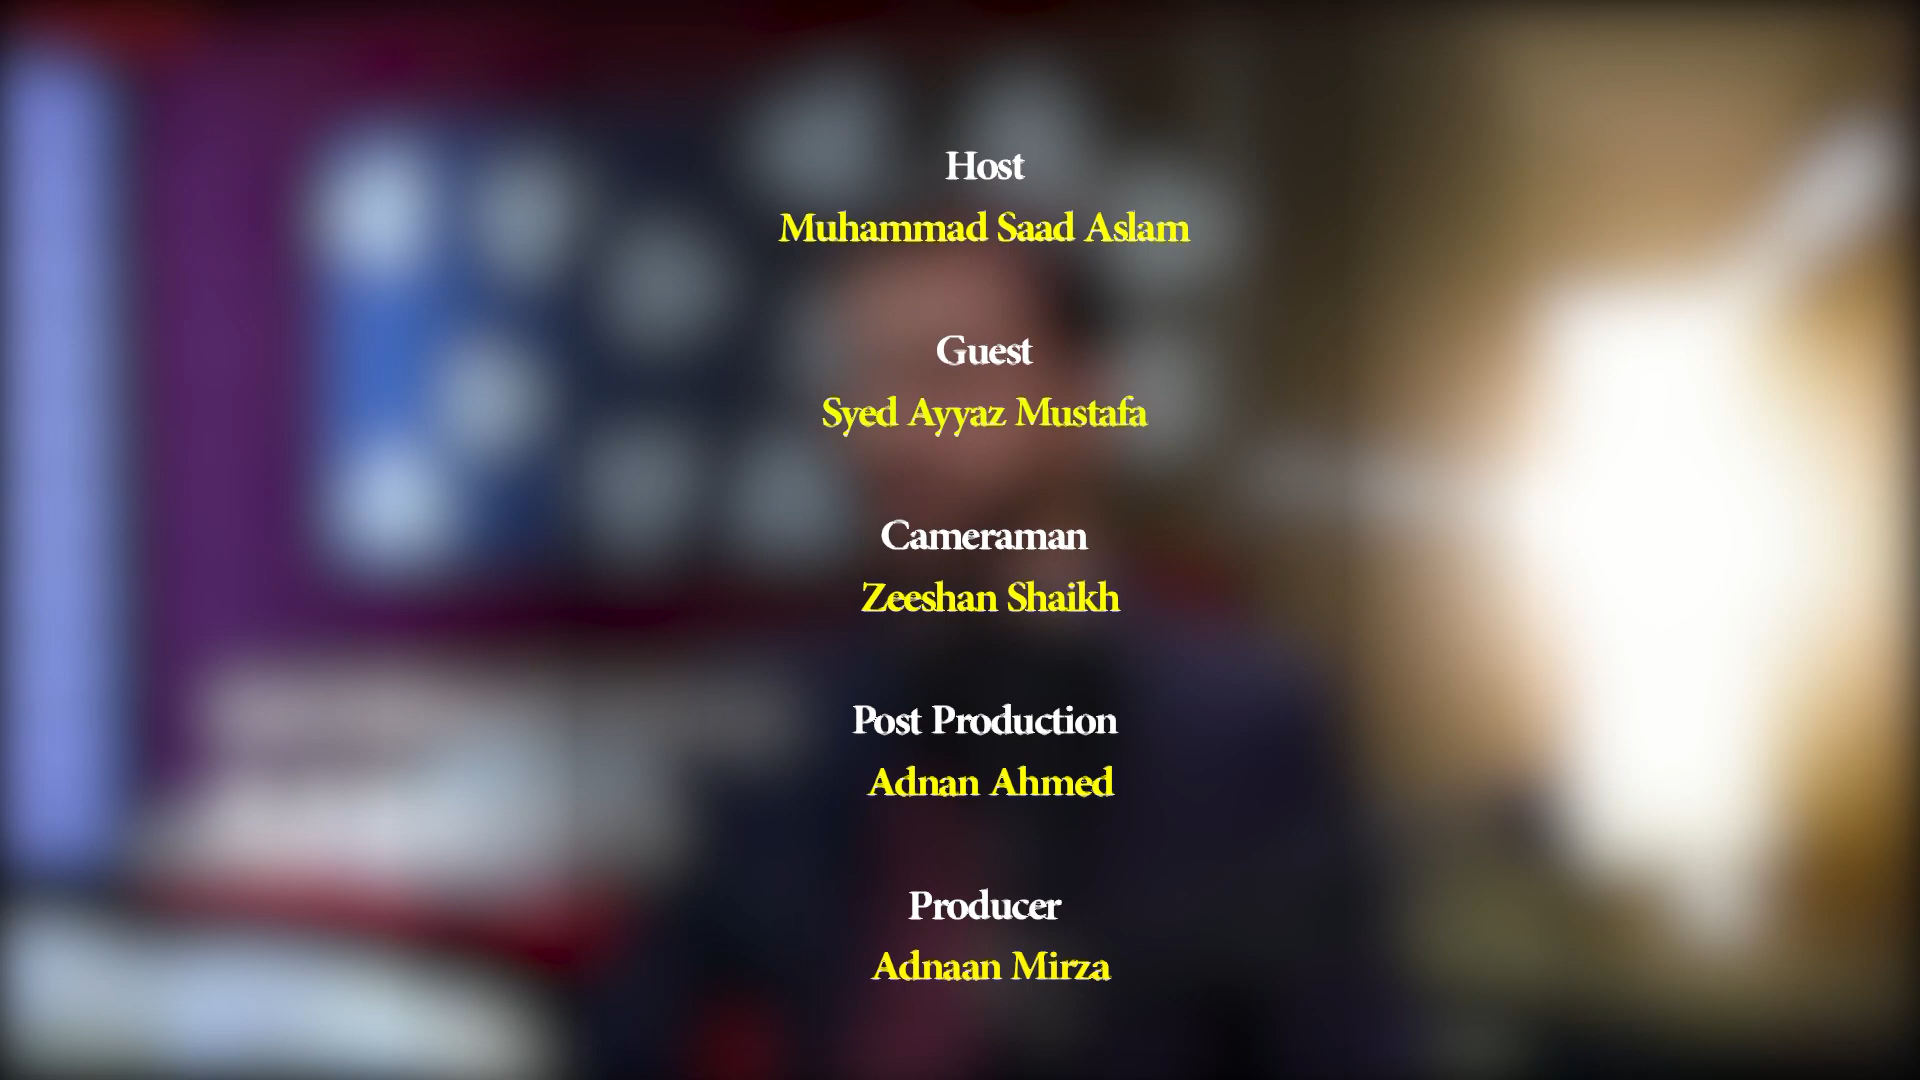 Host
Muhammad Saad Aslam
Guest
Syed Ayyaz Mustafa
Cameraman
Zeeshan Shaikh
Post Production
Adnan Ahmed
Producer
Adnaan Mirza